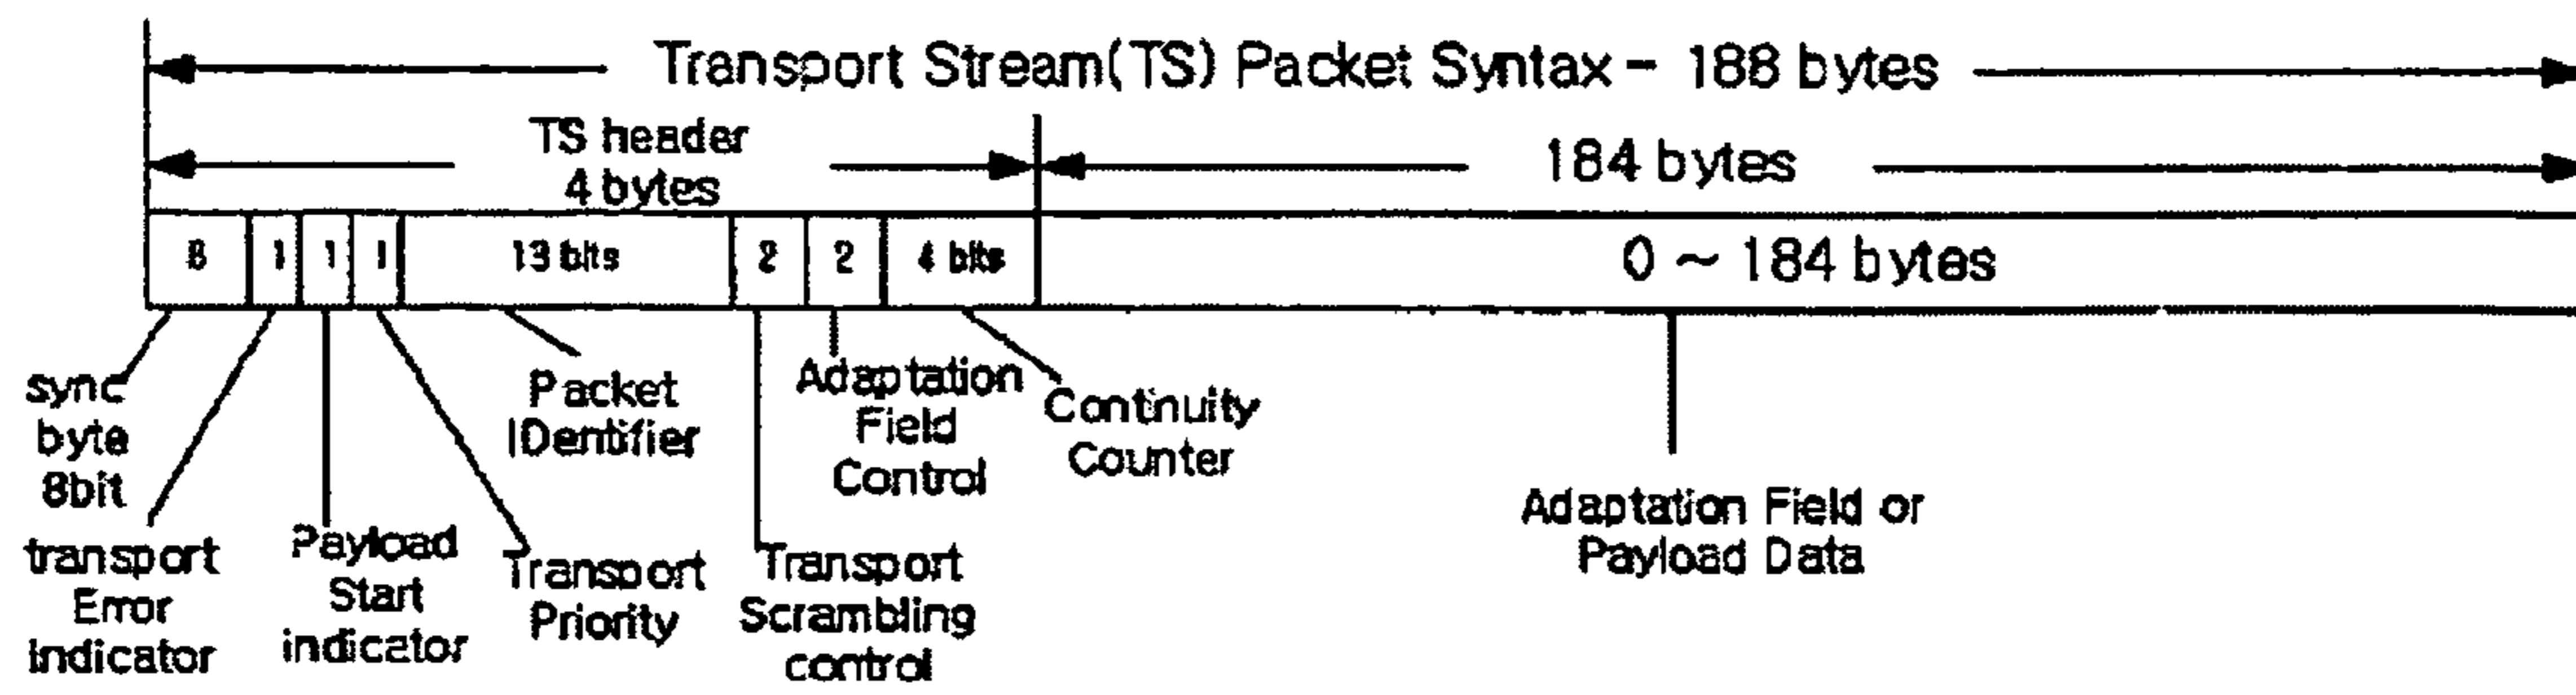 Transport Stream(TS) Packet Syntax - 188 bytes
TS header
4 bytes
184 bytes
8
1
1
1
13 bits
2
2
4 bits
0 ~ 184 bytes
sync
byte
8bit
transport
Error
Indicator
Payload
Start
indicator
Transport
Priority
Packet
IDentifier
Transport
Scrambling
control
Adaptation
Field
Control
Continuity
Counter
Adaptation Field or
Payload Data